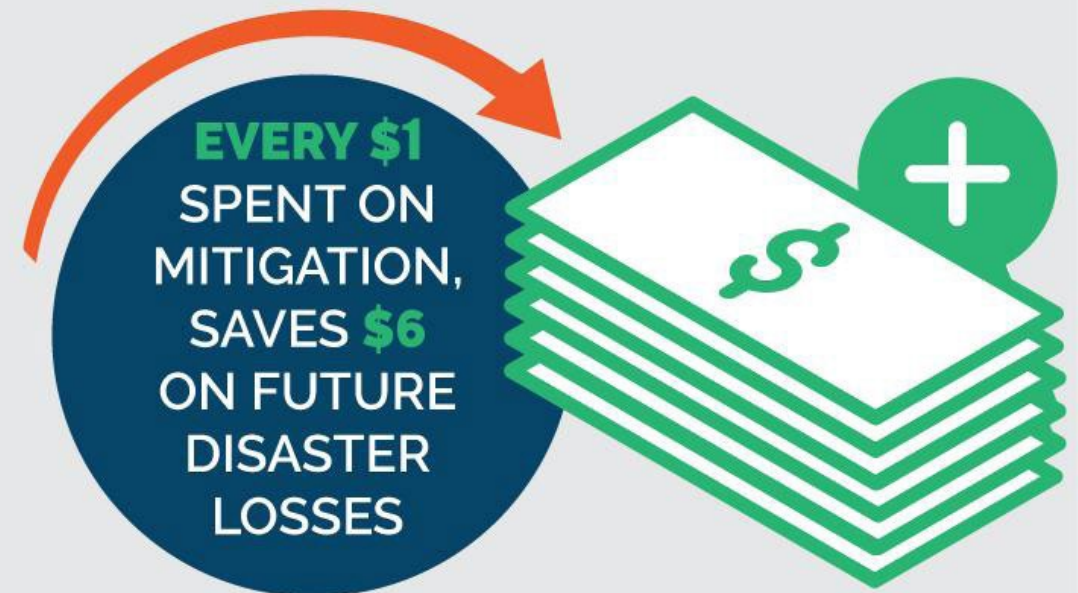 EVERY $1
SPENT ON
MITIGATION,
SAVES $6
ON FUTURE
DISASTER
LOSSES
$